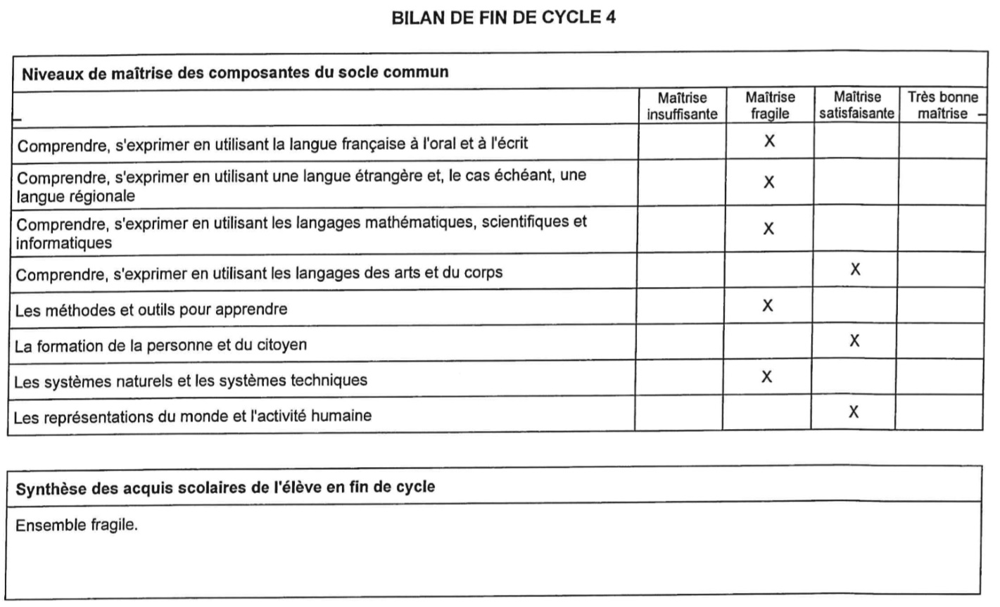 BILAN DE FIN DE CYCLE 4
Niveaux de maîtrise des composantes du socle commun
Maîtrise insuffisante
Maîtrise fragile
Maîtrise satisfaisante
Très bonne maîtrise
Comprendre, s'exprimer en utilisant la langue française à l'oral et à l'écrit X
Comprendre, s'exprimer en utilisant une langue étrangère et, le cas échéant, une
langue régionale X
Comprendre, s'exprimer en utilisant les langages mathématiques, scientifiques et
informatiques X
Comprendre, s'exprimer en utilisant les langages des arts et du corps X
Les méthodes et outils pour apprendre X
La formation de la personne et du citoyen X
Les systèmes naturels et les systèmes techniques X
Les représentations du monde et l'activité humaine X
Synthèse des acquis scolaires de l'élève en fin de cycle
Ensemble fragile.